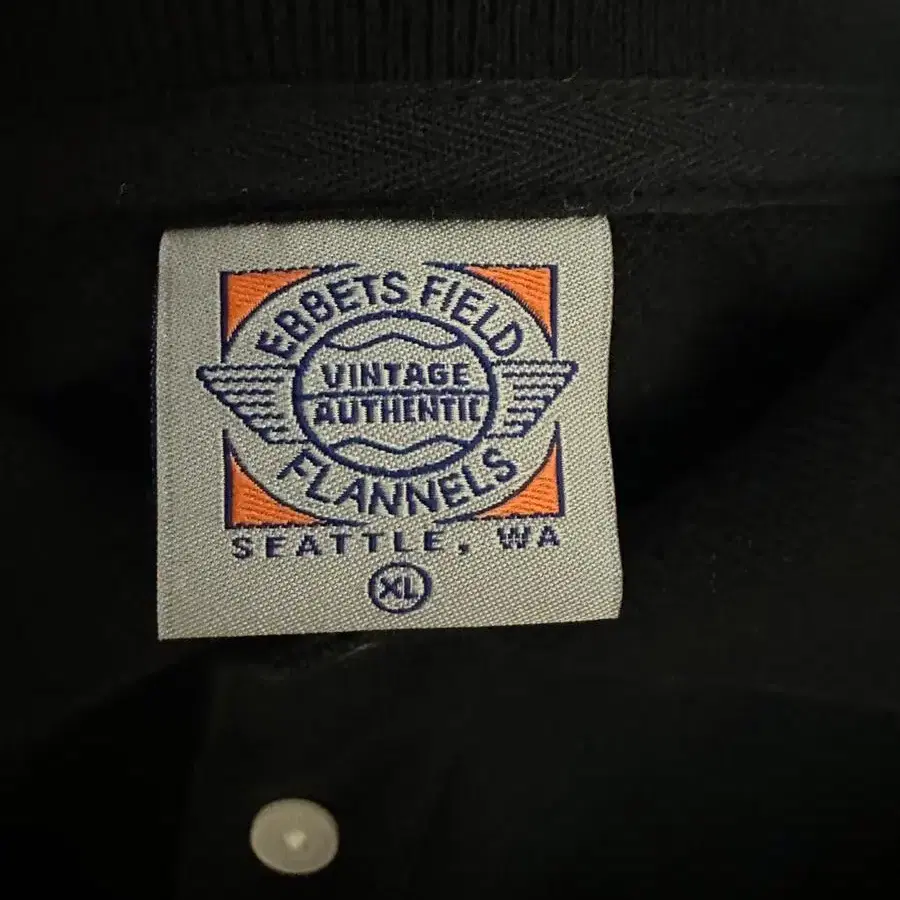 EBBETS FIELD
VINTAGE
AUTHENTIC
FLANNELS
SEATTLE, WA
XL